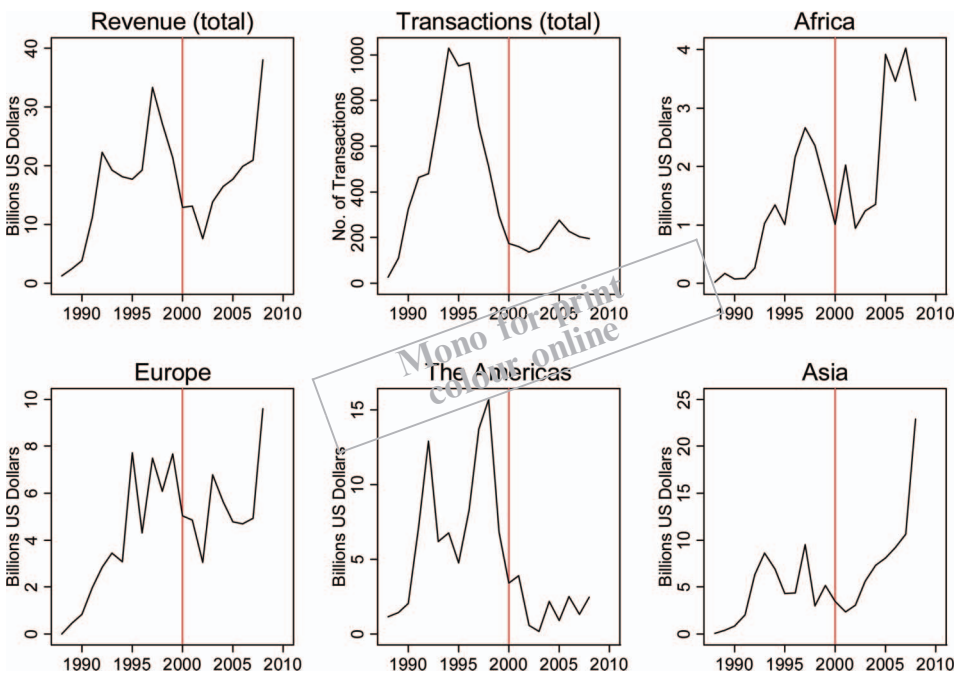 Revenue (total)
Billions US Dollars
0 10 20 30 40
1990 1995 2000 2005 2010
Transactions (total)
No. of Transactions
0 200 400 600 800 1000
1990 1995 2000 2005 2010
Africa
Billions US Dollars
0 1 2 3 4
1990 1995 2000 2005 2010
Mono for print
colour online
Europe
Billions US Dollars
0 2 4 6 8 10
1990 1995 2000 2005 2010
The Americas
Billions US Dollars
0 5 10 15
1990 1995 2000 2005 2010
Asia
Billions US Dollars
0 5 10 15 20 25
1990 1995 2000 2005 2010